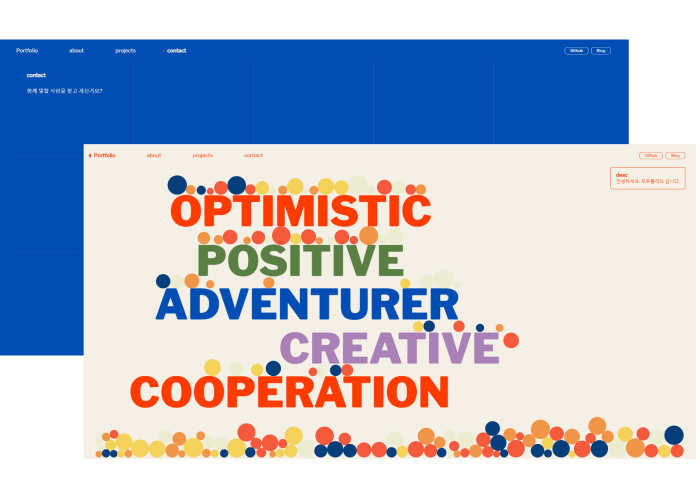 Portfolio about projects contact Github Blog
contact
함께 일할 사람을 찾고 계신가요?
Portfolio about projects contact Github Blog
desc
안녕하세요, 포트폴리오 입니다.
OPTIMISTIC
POSITIVE
ADVENTURER
CREATIVE
COOPERATION